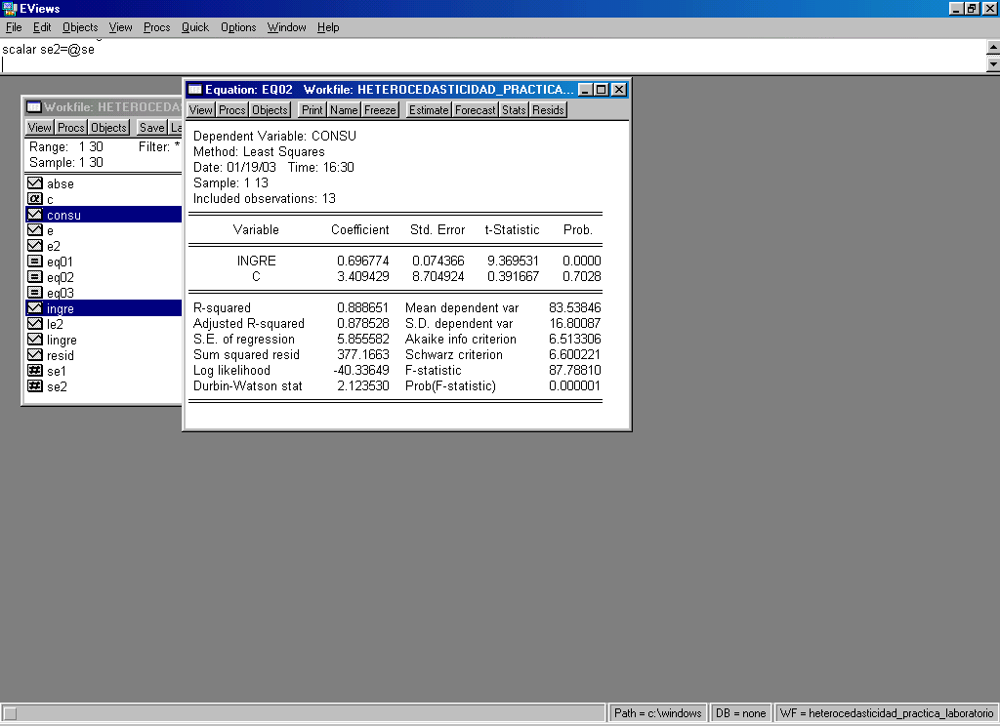 EViews
File Edit Objects View Procs Quick Options Window Help
scalar se2=@se
Workfile: HETEROCEDA
View Procs Objects Save La
Range: 1 30 Filter: *
Sample: 1 30
abse
c
consu
e
e2
eq01
eq02
eq03
ingre
le2
lingre
resid
se1
se2
Equation: EQ02 Workfile: HETEROCEDASTICIDAD_PRACTICA...
View Procs Objects Print Name Freeze Estimate Forecast Stats Resids
Dependent Variable: CONSU
Method: Least Squares
Date: 01/19/03 Time: 16:30
Sample: 1 13
Included observations: 13
Variable Coefficient Std. Error t-Statistic Prob.
INGRE 0.696774 0.074366 9.369531 0.0000
C 3.409429 8.704924 0.391667 0.7028
R-squared 0.888651 Mean dependent var 83.53846
Adjusted R-squared 0.878528 S.D. dependent var 16.80087
S.E. of regression 5.855582 Akaike info criterion 6.513306
Sum squared resid 377.1663 Schwarz criterion 6.600221
Log likelihood -40.33649 F-statistic 87.78810
Durbin-Watson stat 2.123530 Prob(F-statistic) 0.000001
Path = c:\windows DB = none WF = heterocedasticidad_practica_laboratorio